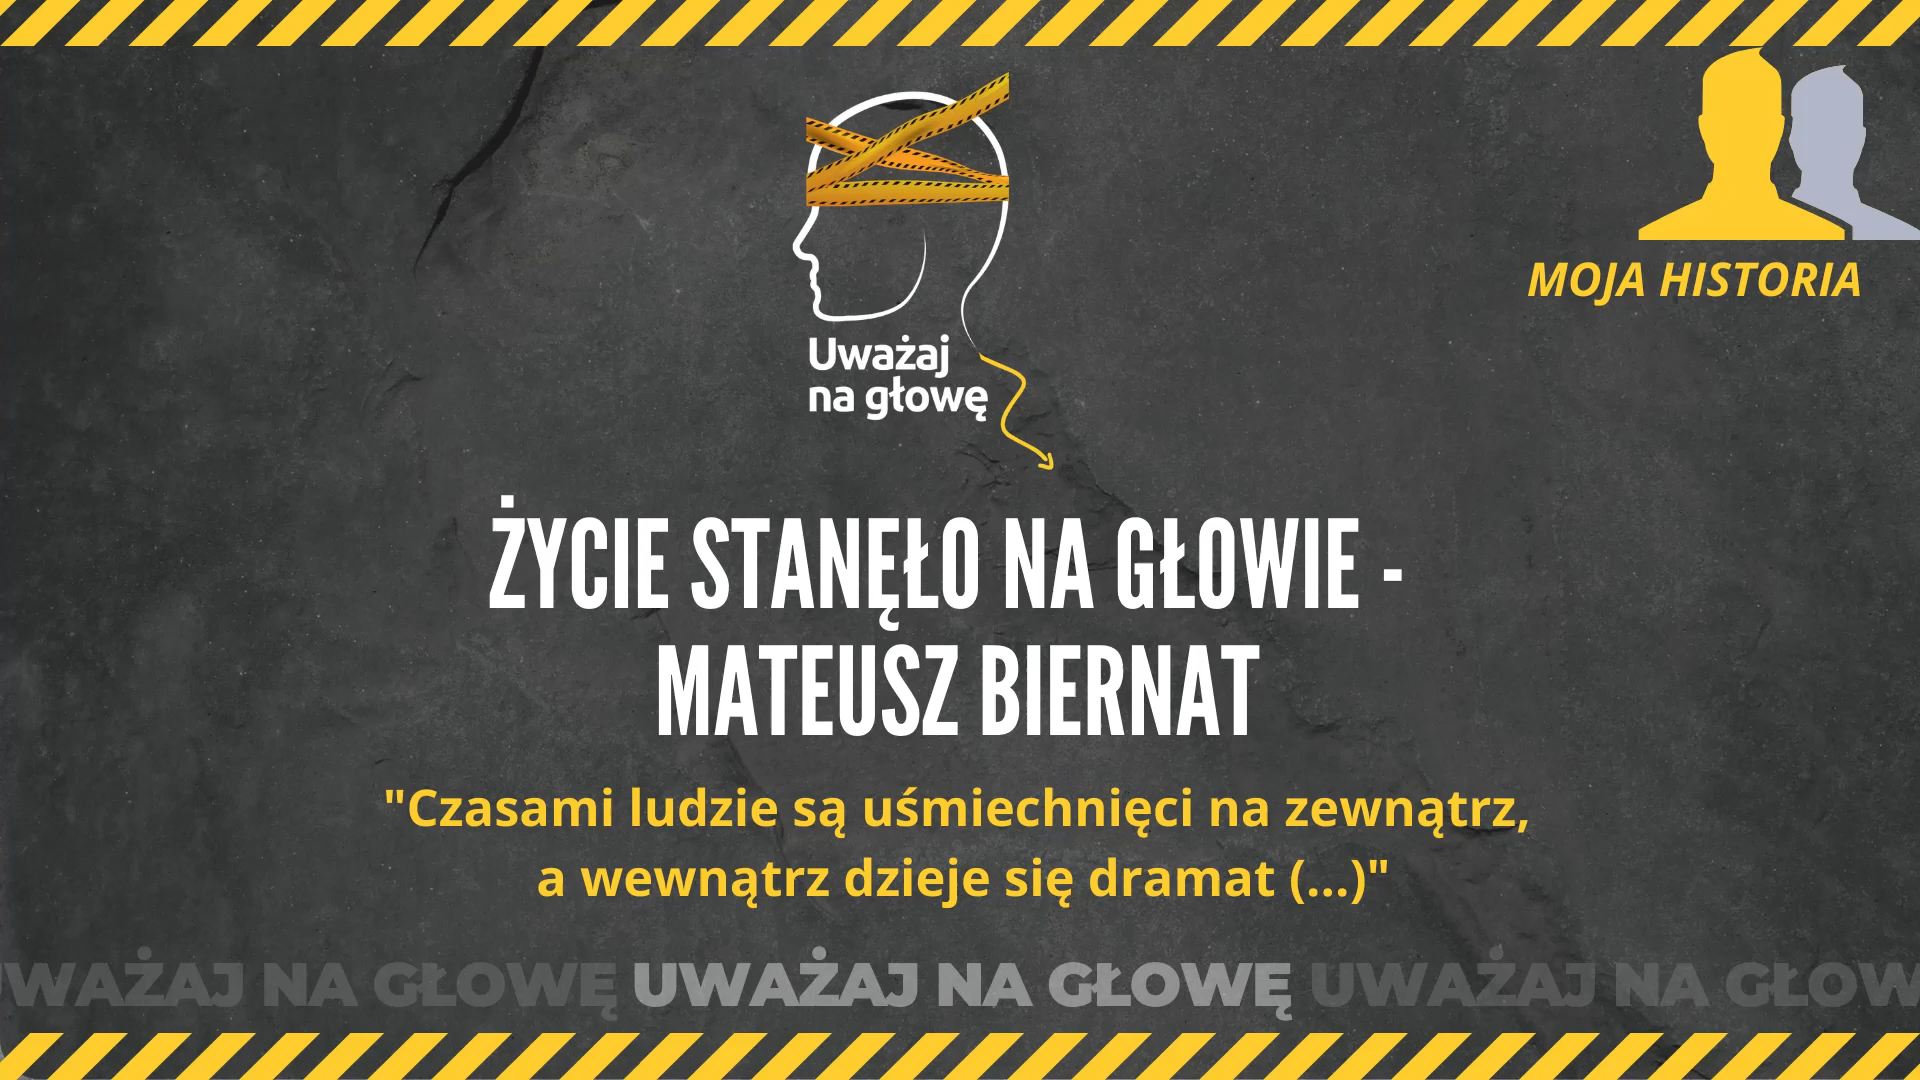 MOJA HISTORIA
Uważaj
na głowę
ŻYCIE STANĘŁO NA GŁOWIE -
MATEUSZ BIERNAT
"Czasami ludzie są uśmiechnięci na zewnątrz,
a wewnątrz dzieje się dramat (...)"
UWAŻAJ NA GŁOWĘ UWAŻAJ NA GŁOWĘ UWAŻAJ NA GŁOW